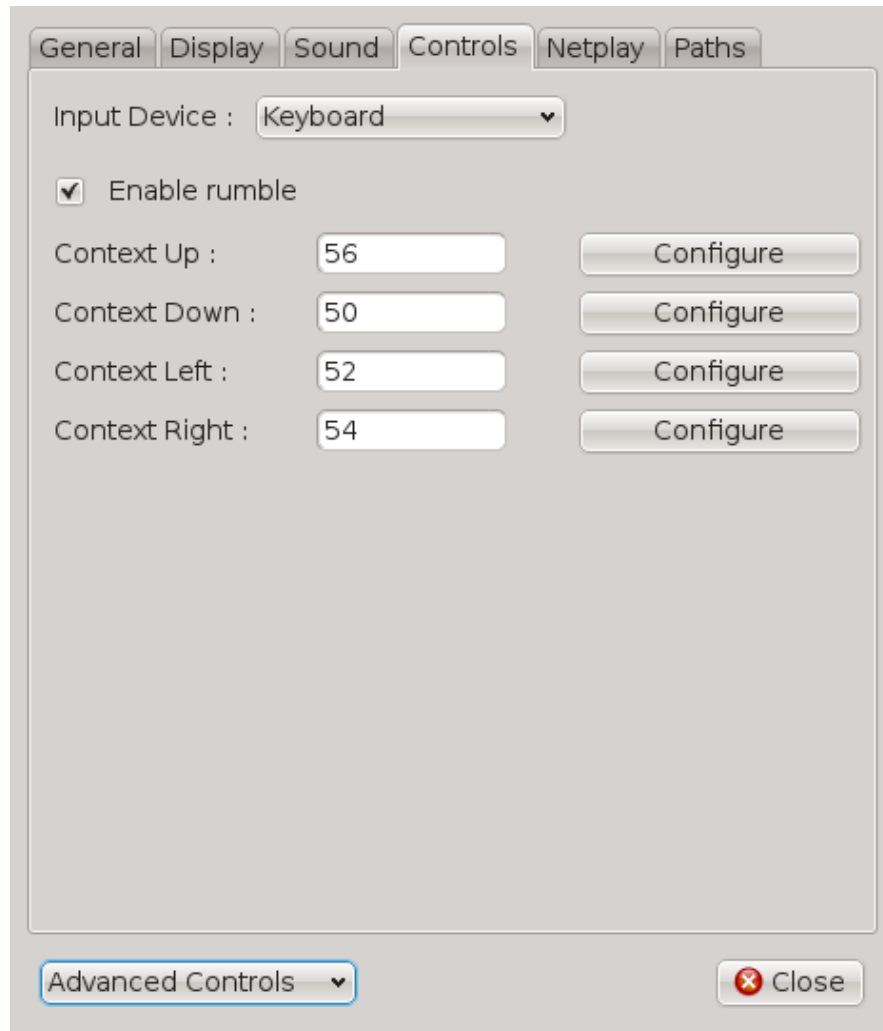 General Display Sound Controls Netplay Paths
Input Device : Keyboard
Enable rumble
Context Up : 56 Configure
Context Down : 50 Configure
Context Left : 52 Configure
Context Right : 54 Configure
Advanced Controls Close